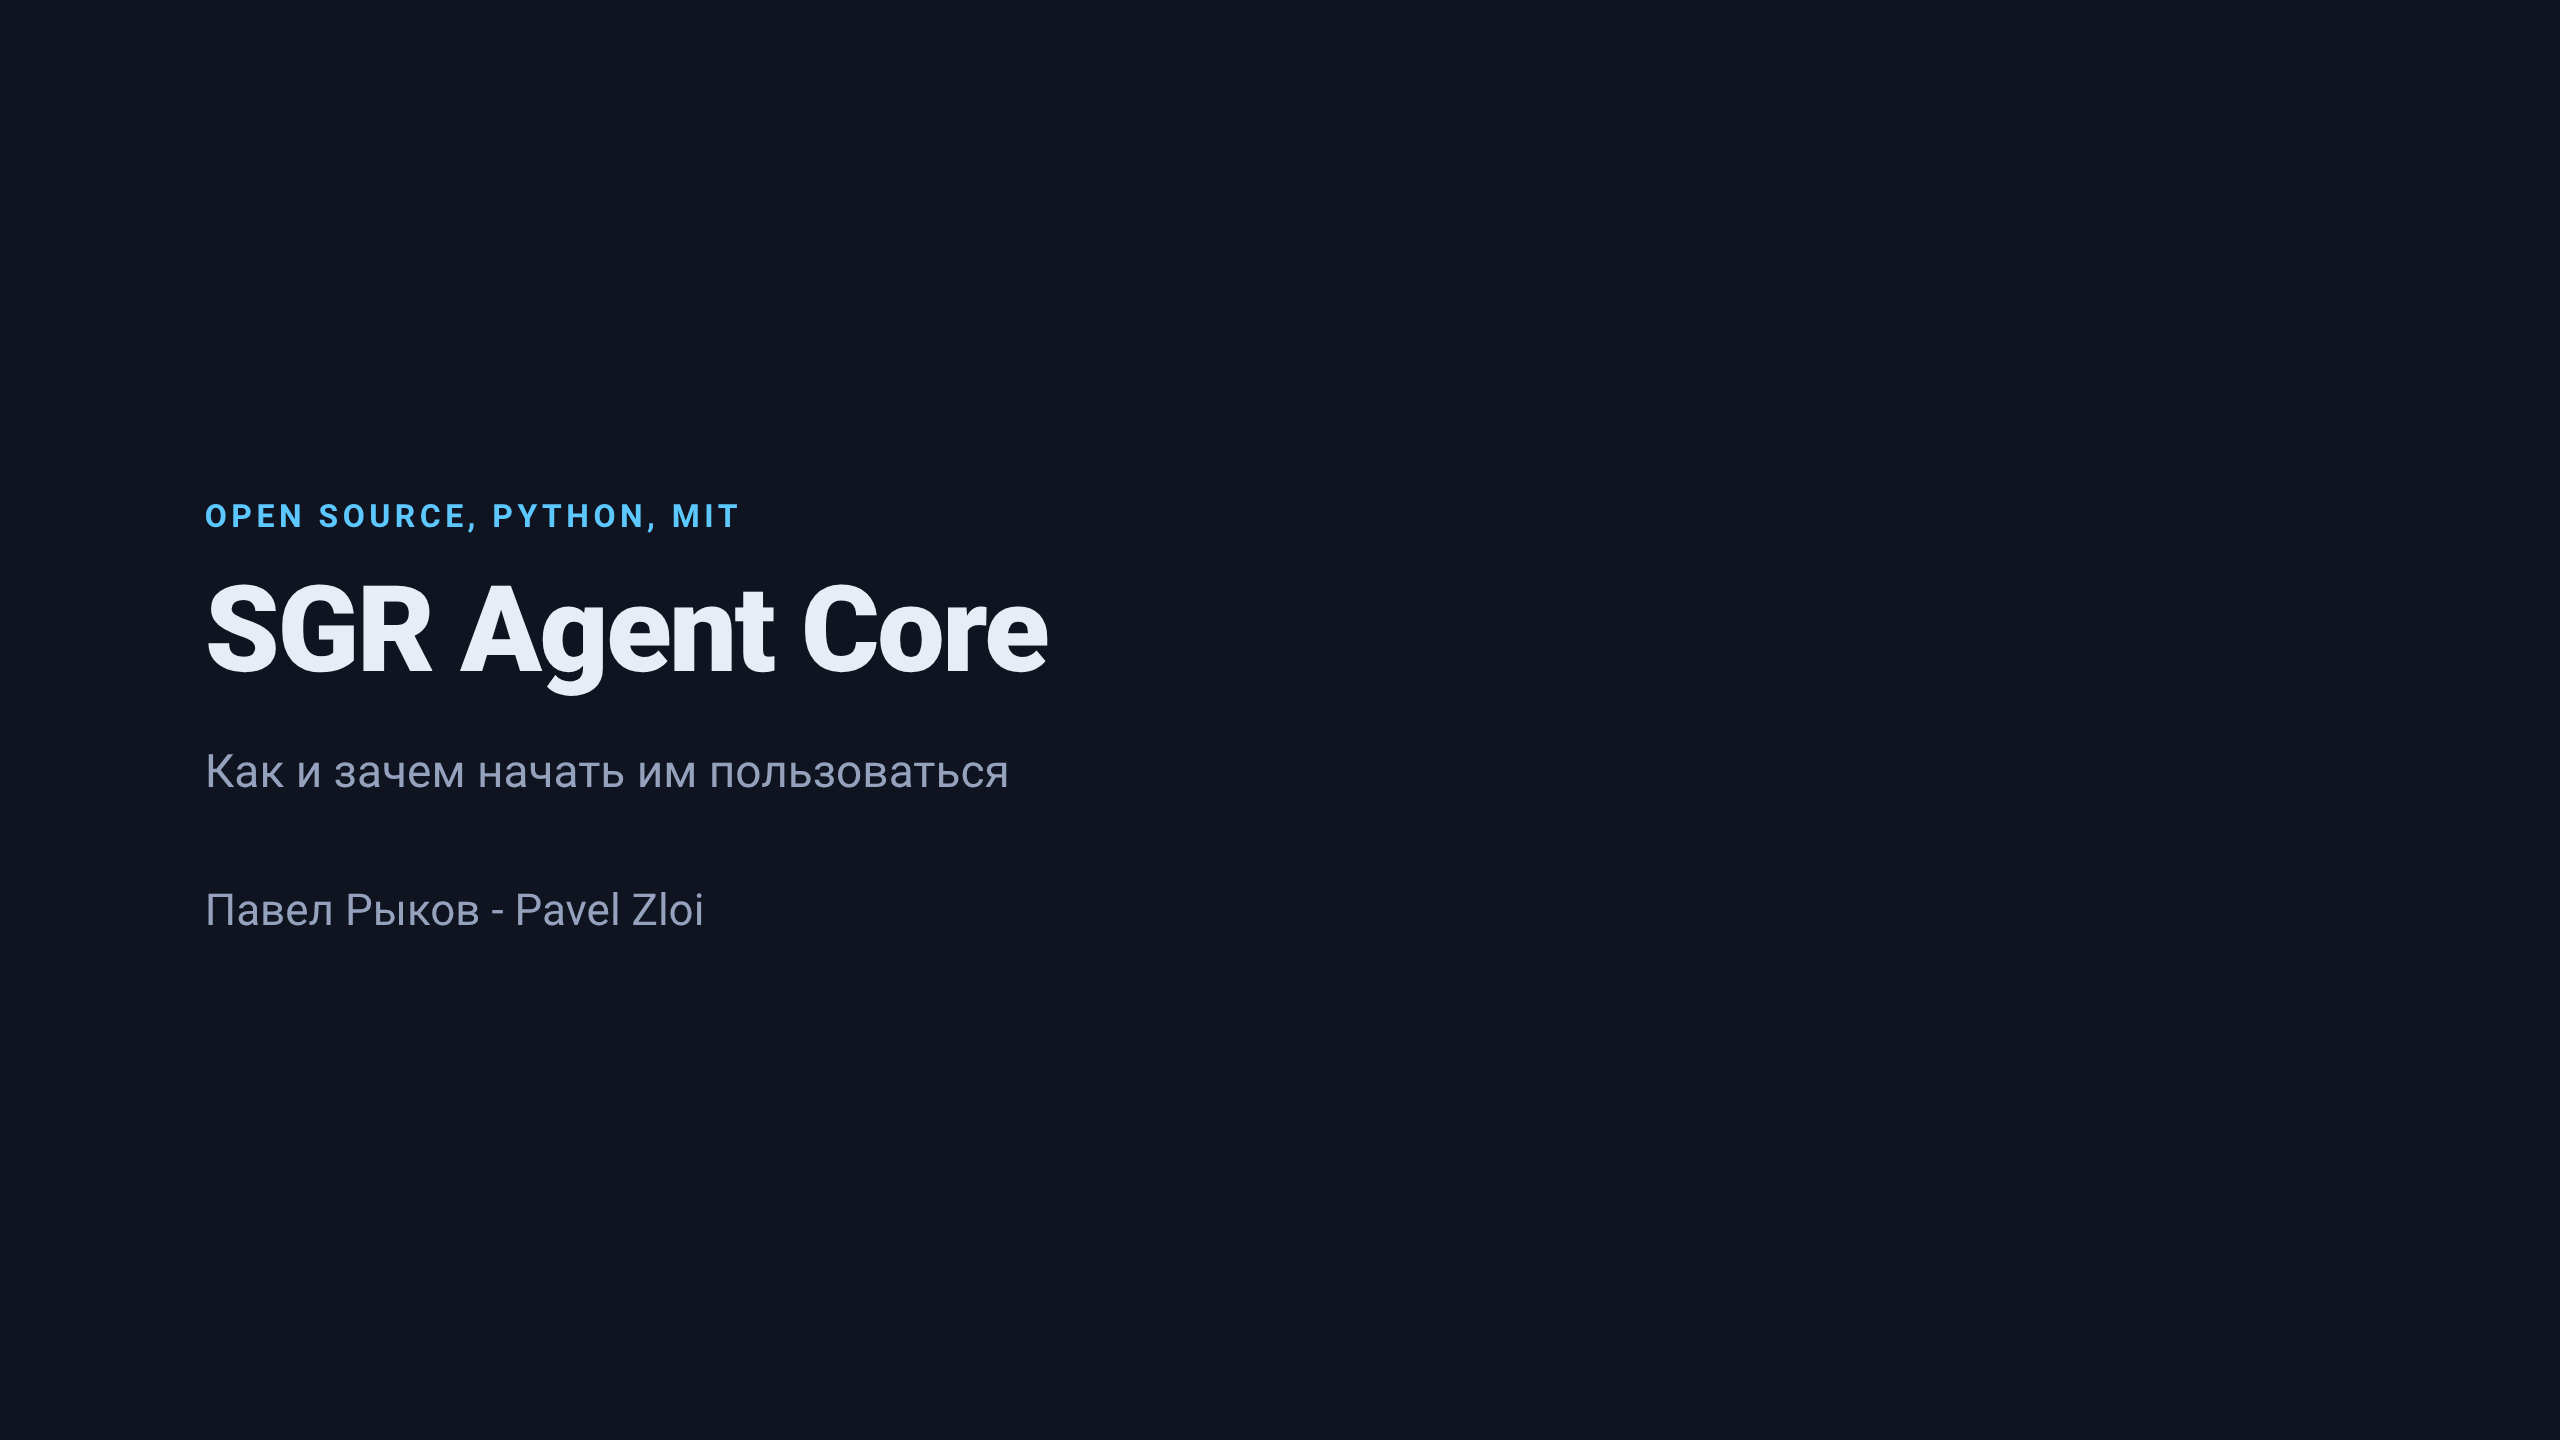 OPEN SOURCE, PYTHON, MIT
SGR Agent Core
Как и зачем начать им пользоваться
Павел Рыков - Pavel Zloi